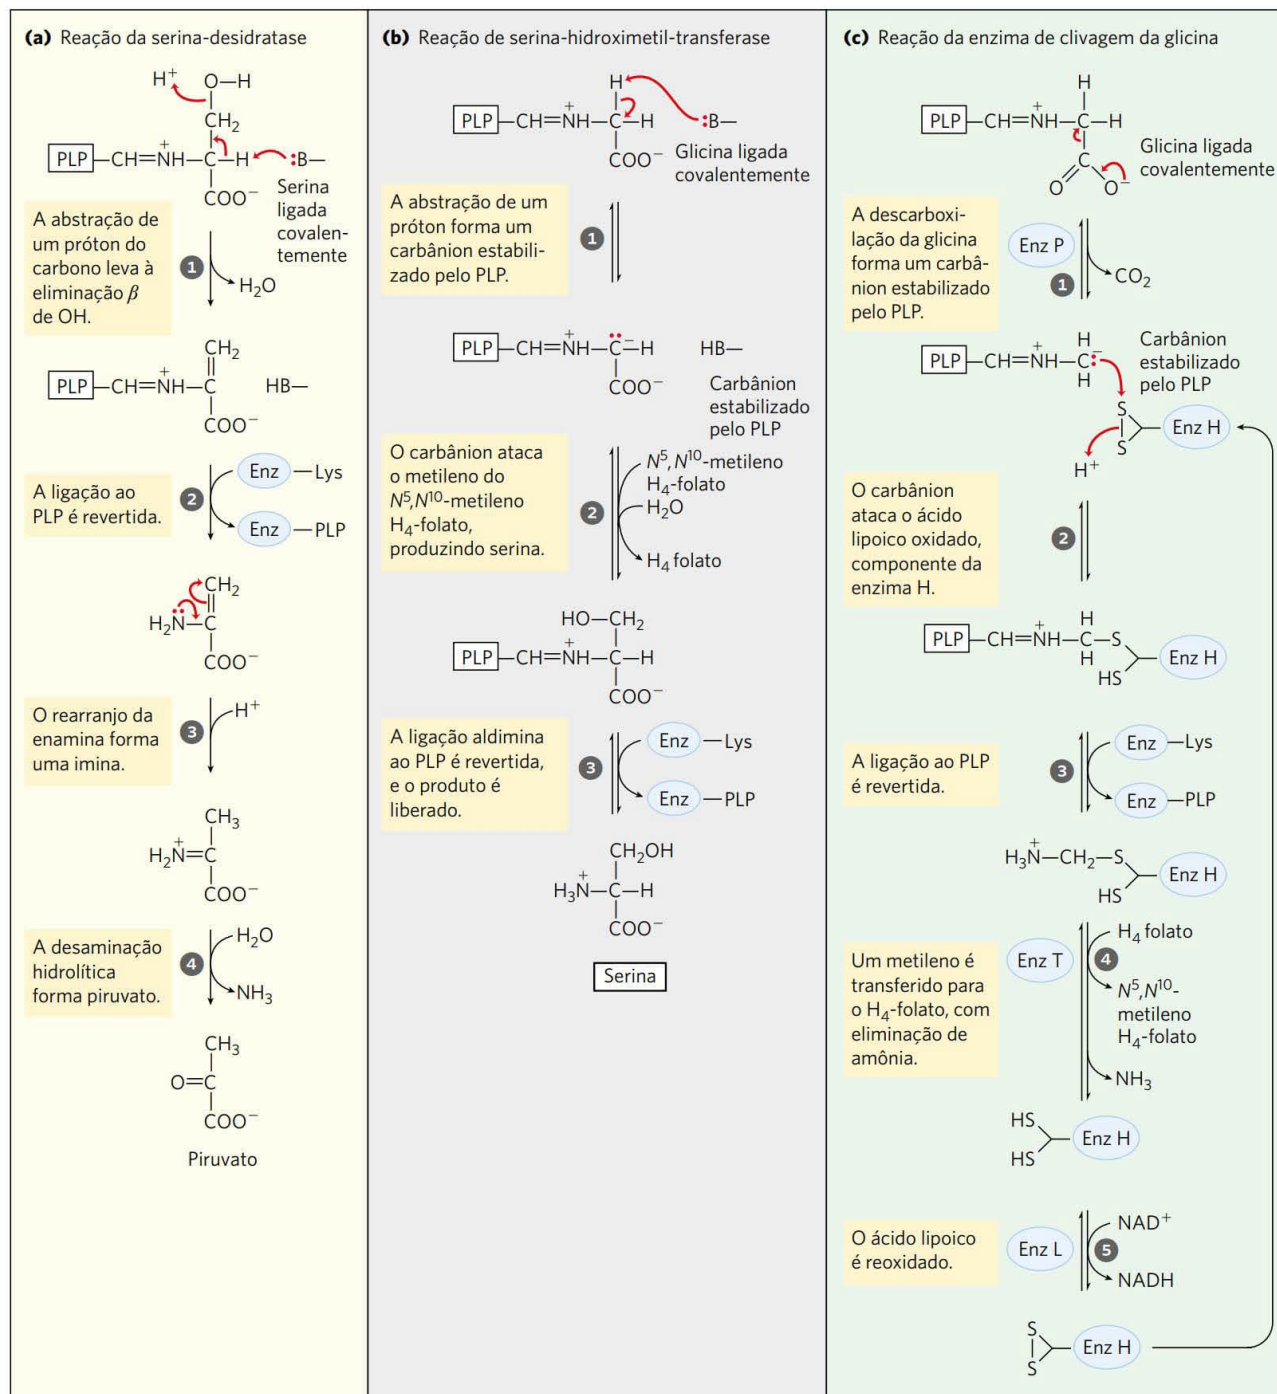 (a) Reação da serina-desidratase
H⁺ O—H
CH₂
PLP—CH=N⁺H—C—H :B—
COO⁻
Serina
ligada
covalen-
temente
A abstração de
um próton do
carbono leva à
eliminação β
de OH.
1
H₂O
CH₂
PLP—CH=N⁺H—C HB—
COO⁻
A ligação ao
PLP é revertida.
2
Enz—Lys
Enz—PLP
CH₂
H₂N̈—C
COO⁻
O rearranjo da
enamina forma
uma imina.
3
H⁺
CH₃
H₂N⁺=C
COO⁻
A desaminação
hidrolítica
forma piruvato.
4
H₂O
NH₃
CH₃
O=C
COO⁻
Piruvato
(b) Reação de serina-hidroximetil-transferase
H
PLP—CH=N⁺H—C—H :B—
COO⁻
Glicina ligada
covalentemente
A abstração de um
próton forma um
carbânion estabili-
zado pelo PLP.
1
PLP—CH=N⁺H—C̈⁻—H HB—
COO⁻
Carbânion
estabilizado
pelo PLP
O carbânion ataca
o metileno do
N⁵,N¹⁰-metileno
H₄-folato,
produzindo serina.
2
N⁵, N¹⁰-metileno
H₄-folato
H₂O
H₄ folato
HO—CH₂
PLP—CH=N⁺H—C—H
COO⁻
A ligação aldimina
ao PLP é revertida,
e o produto é
liberado.
3
Enz—Lys
Enz—PLP
CH₂OH
H₃N⁺—C—H
COO⁻
Serina
(c) Reação da enzima de clivagem da glicina
H
PLP—CH=N⁺H—C—H
C
O O⁻
Glicina ligada
covalentemente
A descarboxi-
lação da glicina
forma um carbâ-
nion estabilizado
pelo PLP.
Enz P
1
CO₂
H
PLP—CH=N⁺H—C:⁻
H
Carbânion
estabilizado
pelo PLP
S
S
Enz H
H⁺
O carbânion
ataca o ácido
lipoico oxidado,
componente da
enzima H.
2
H
PLP—CH=N⁺H—C—S
H
HS
Enz H
A ligação ao PLP
é revertida.
3
Enz—Lys
Enz—PLP
H₃N⁺—CH₂—S
HS
Enz H
Um metileno é
transferido para
o H₄-folato, com
eliminação de
amônia.
Enz T
4
H₄ folato
N⁵, N¹⁰-
metileno
H₄-folato
NH₃
HS
HS
Enz H
O ácido lipoico
é reoxidado.
Enz L
5
NAD⁺
NADH
S
S
Enz H